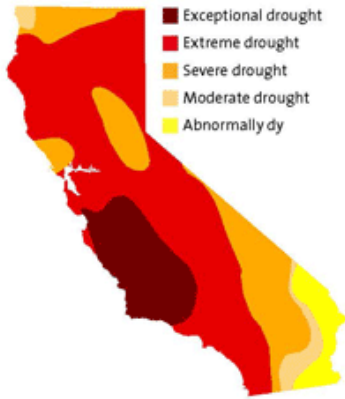 Exceptional drought
Extreme drought
Severe drought
Moderate drought
Abnormally dy